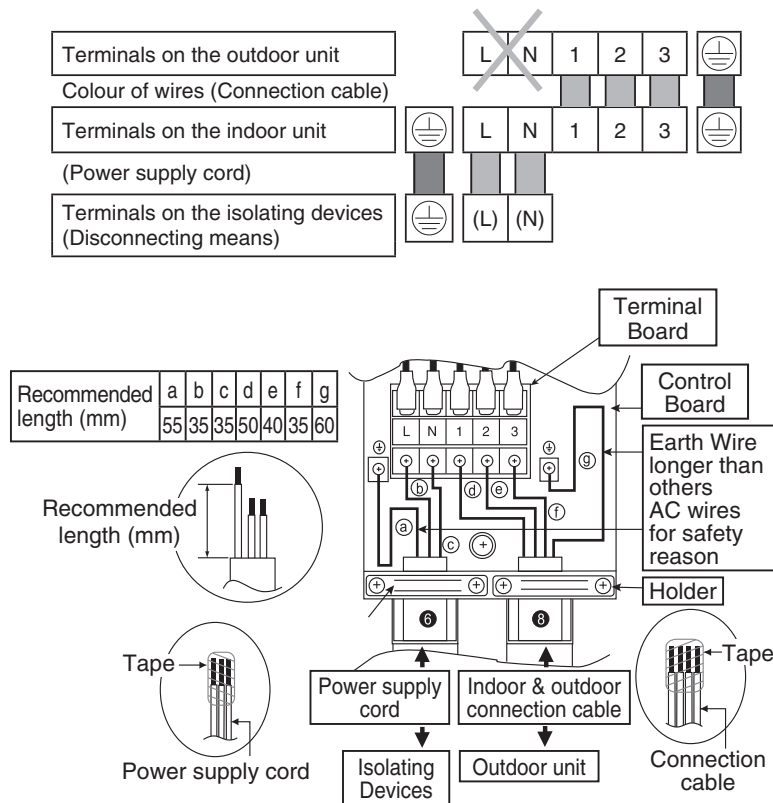 Terminals on the outdoor unit
L N 1 2 3
Colour of wires (Connection cable)
Terminals on the indoor unit
L N 1 2 3
(Power supply cord)
Terminals on the isolating devices
(Disconnecting means)
(L) (N)
Terminal
Board
Recommended
length (mm)
a b c d e f g
55 35 35 50 40 35 60
Control
Board
L N 1 2 3
Earth Wire
longer than
others
AC wires
for safety
reason
Recommended
length (mm)
a
b
c
d
e
f
g
Holder
6
8
Tape
Tape
Power supply
cord
Indoor & outdoor
connection cable
Power supply cord
Isolating
Devices
Outdoor unit
Connection
cable